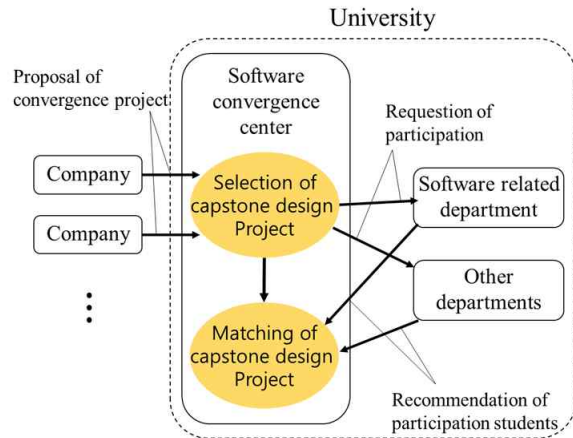 University
Proposal of
convergence project
Software
convergence
center
Requestion of
participation
Company
Selection of
capstone design
Project
Software related
department
Company
Other
departments
Matching of
capstone design
Project
Recommendation of
participation students